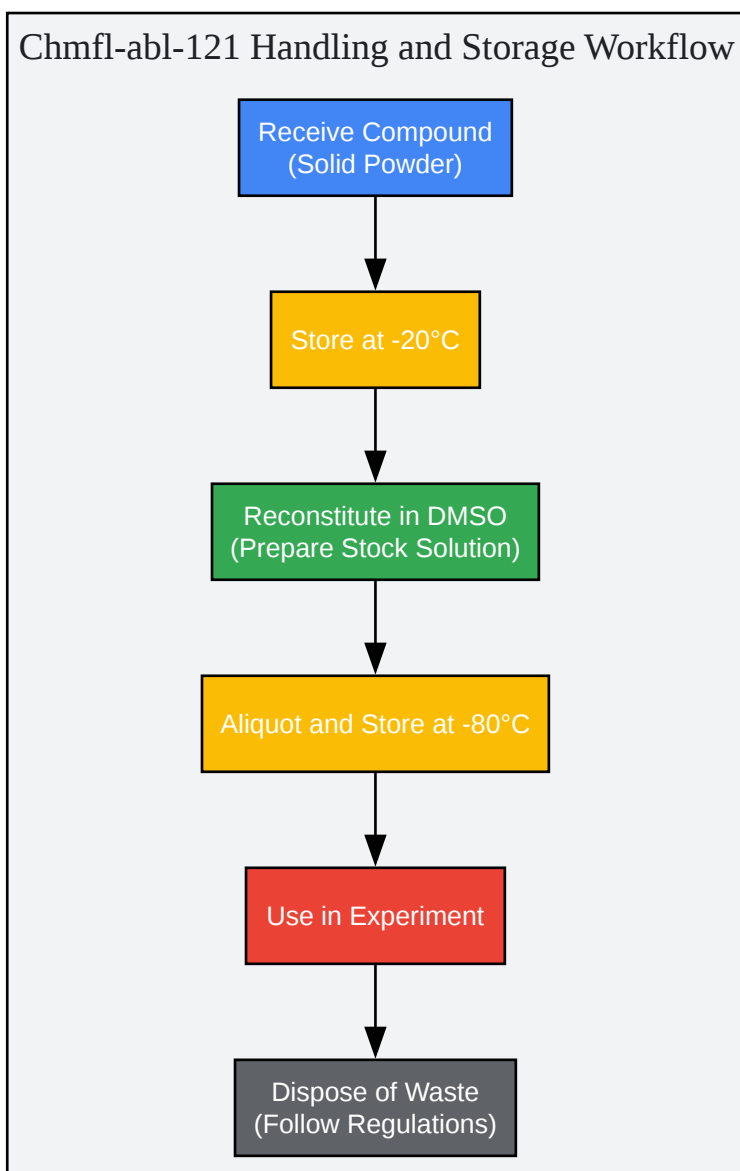 Chmfl-abl-121 Handling and Storage Workflow
Receive Compound
(Solid Powder)
Store at -20°C
Reconstitute in DMSO
(Prepare Stock Solution)
Aliquot and Store at -80°C
Use in Experiment
Dispose of Waste
(Follow Regulations)